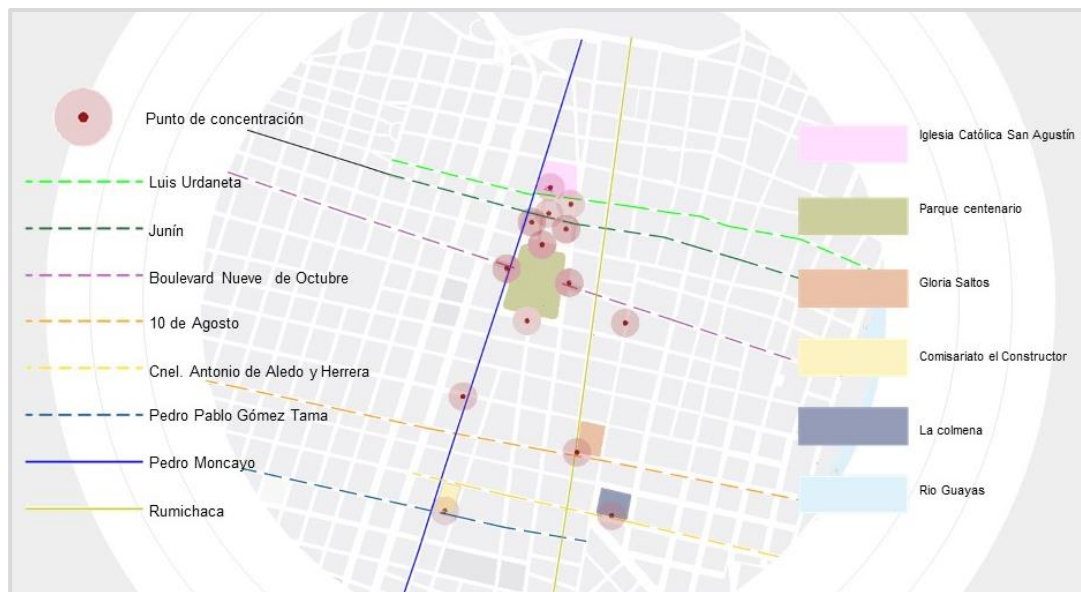 Punto de concentración
Luis Urdaneta
Junín
Boulevard Nueve de Octubre
10 de Agosto
Cnel. Antonio de Aledo y Herrera
Pedro Pablo Gómez Tama
Pedro Moncayo
Rumichaca
Iglesia Católica San Agustín
Parque centenario
Gloria Saltos
Comisariato el Constructor
La colmena
Rio Guayas